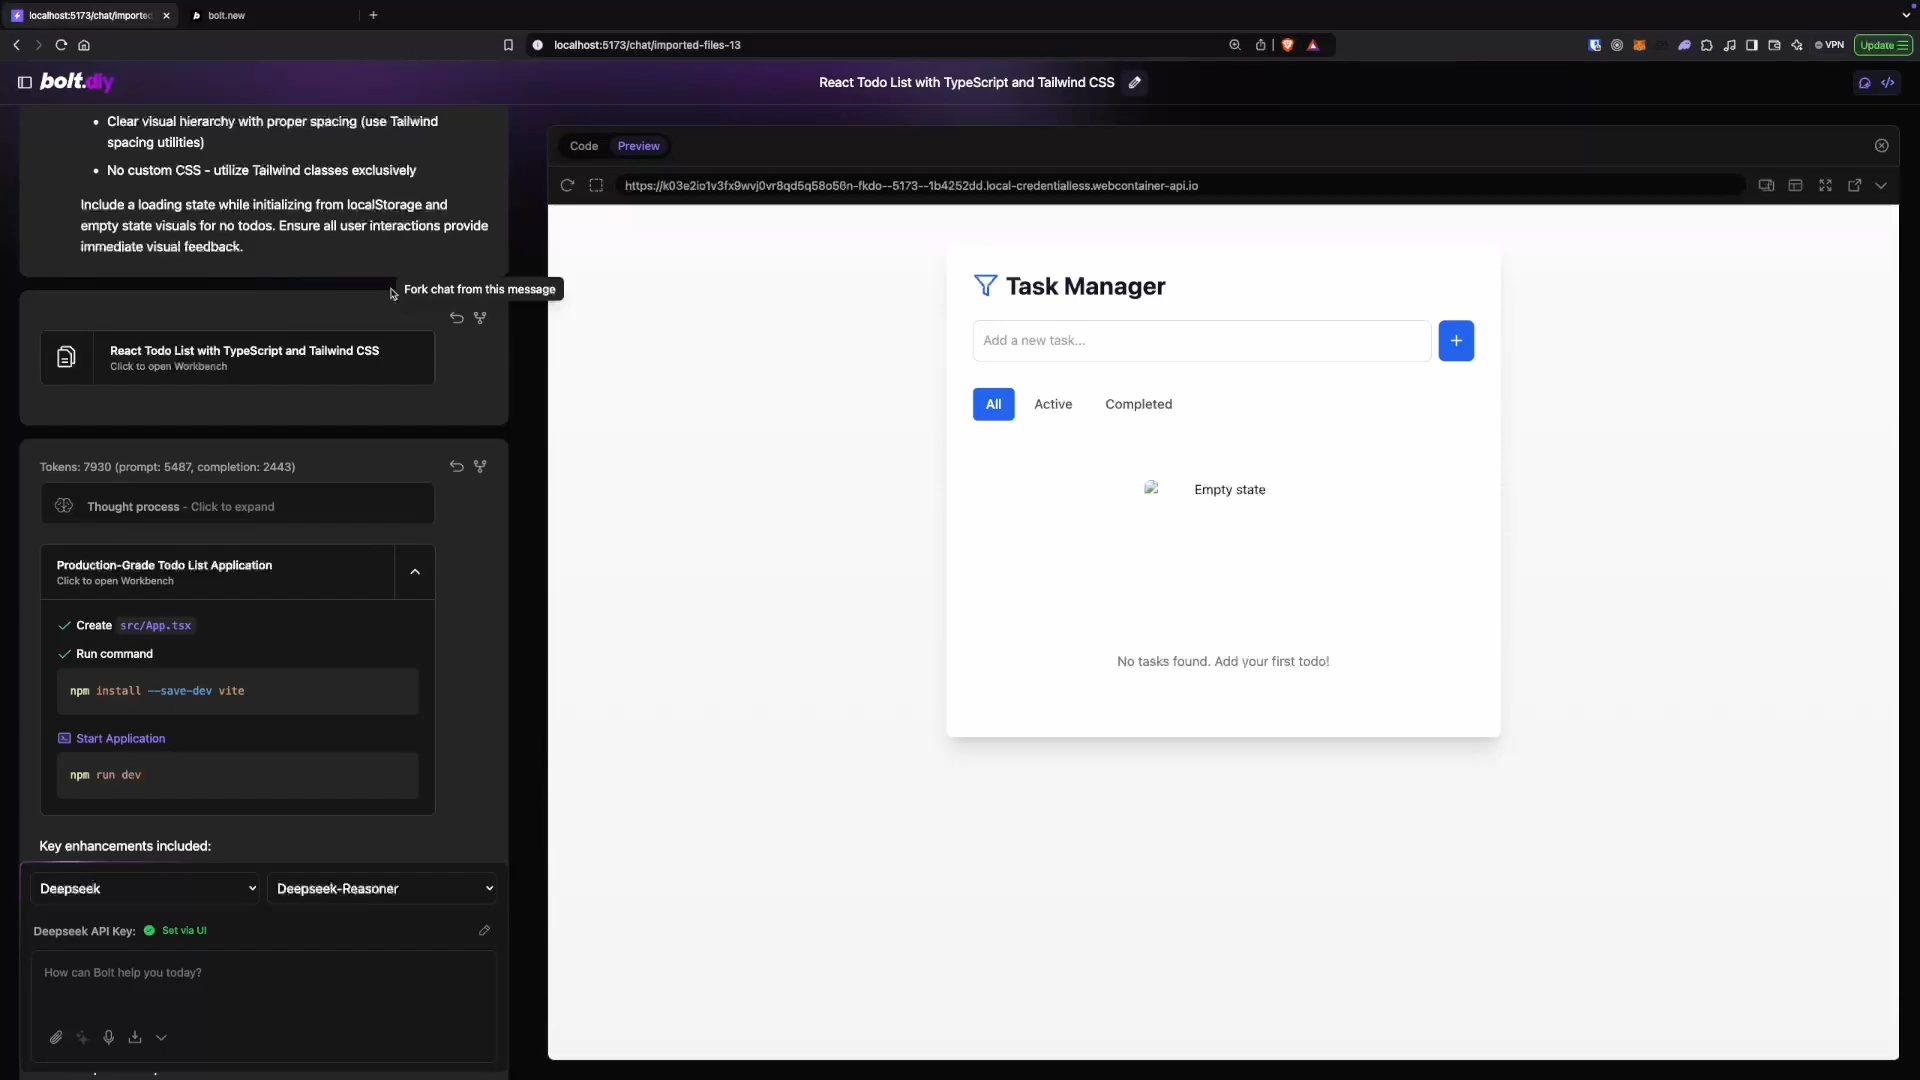 localhost:5173/chat/imported
bolt.new
localhost:5173/chat/imported-files-13
VPN
Update
bolt.diy
React Todo List with TypeScript and Tailwind CSS
Clear visual hierarchy with proper spacing (use Tailwind
spacing utilities)
No custom CSS - utilize Tailwind classes exclusively
Include a loading state while initializing from localStorage and
empty state visuals for no todos. Ensure all user interactions provide
immediate visual feedback.
Fork chat from this message
React Todo List with TypeScript and Tailwind CSS
Click to open Workbench
Tokens: 7930 (prompt: 5487, completion: 2443)
Thought process - Click to expand
Production-Grade Todo List Application
Click to open Workbench
Create src/App.tsx
Run command
npm install --save-dev vite
Start Application
npm run dev
Key enhancements included:
Deepseek
Deepseek-Reasoner
Deepseek API Key: Set via UI
How can Bolt help you today?
Code
Preview
https://k03e2io1v3fx9wvj0vr8qd5q58o56n-fkdo--5173--1b4252dd.local-credentialless.webcontainer-api.io
Task Manager
Add a new task...
+
All
Active
Completed
Empty state
No tasks found. Add your first todo!